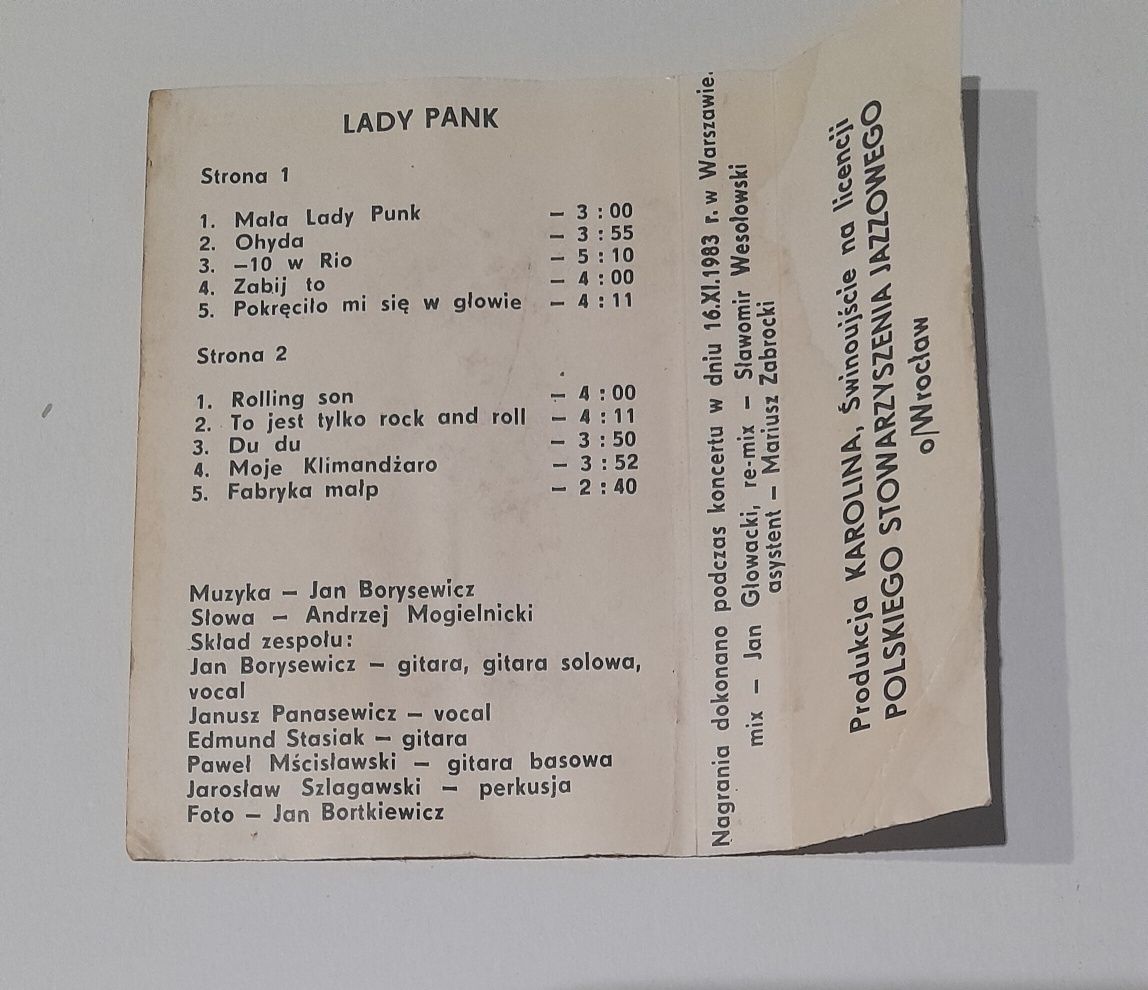 LADY PANK
Strona 1
1. Mała Lady Punk – 3 : 00
2. Ohyda – 3 : 55
3. –10 w Rio – 5 : 10
4. Zabij to – 4 : 00
5. Pokręciło mi się w głowie – 4 : 11
Strona 2
1. Rolling son – 4 : 00
2. To jest tylko rock and roll – 4 : 11
3. Du du – 3 : 50
4. Moje Klimandżaro – 3 : 52
5. Fabryka małp – 2 : 40
Muzyka – Jan Borysewicz
Słowa – Andrzej Mogielnicki
Skład zespołu:
Jan Borysewicz – gitara, gitara solowa,
vocal
Janusz Panasewicz – vocal
Edmund Stasiak – gitara
Paweł Mścisławski – gitara basowa
Jarosław Szlagawski – perkusja
Foto – Jan Bortkiewicz
Nagrania dokonano podczas koncertu w dniu 16.XI.1983 r. w Warszawie.
mix – Jan Głowacki, re-mix – Sławomir Wesołowski
asystent – Mariusz Zabrocki
Produkcja KAROLINA, Świnoujście na licencji
POLSKIEGO STOWARZYSZENIA JAZZOWEGO
o/Wrocław